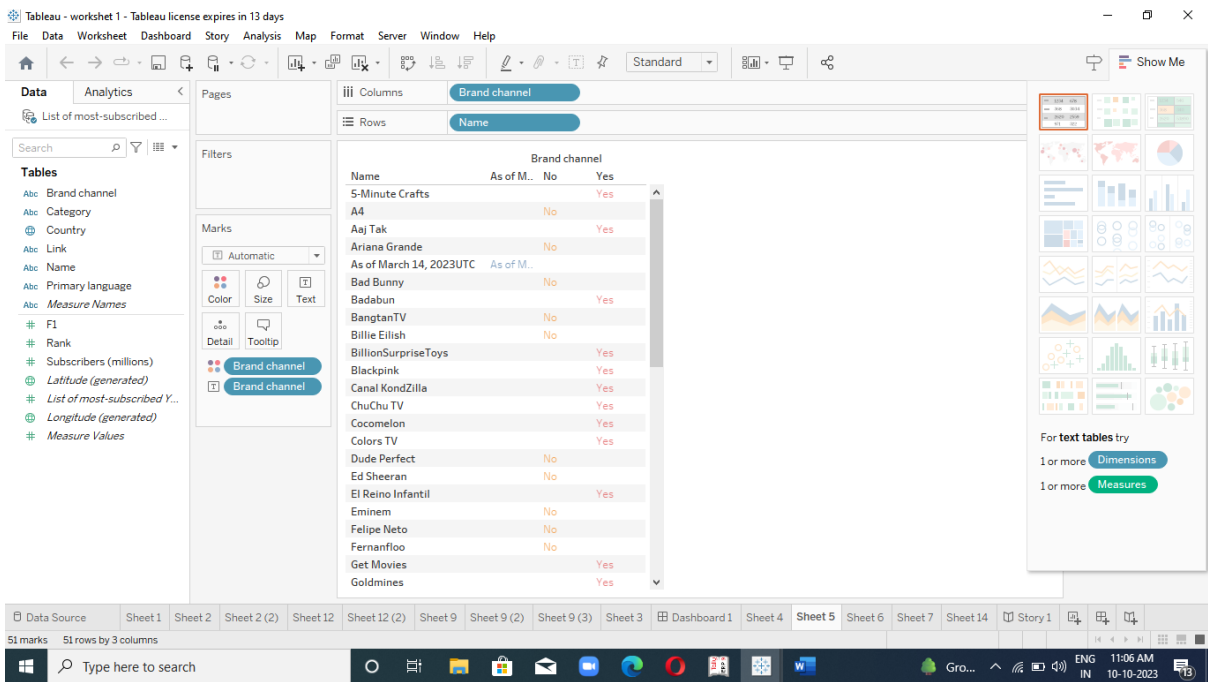 Tableau - workshet 1 - Tableau license expires in 13 days
File Data Worksheet Dashboard Story Analysis Map Format Server Window Help
Standard
Show Me
Data Analytics
List of most-subscribed ...
Search
Tables
Abc Brand channel
Abc Category
Country
Abc Link
Abc Name
Abc Primary language
Abc Measure Names
# F1
# Rank
# Subscribers (millions)
Latitude (generated)
# List of most-subscribed Y...
Longitude (generated)
# Measure Values
Pages
Filters
Marks
Automatic
Color Size Text
Detail Tooltip
Brand channel
Brand channel
iii Columns Brand channel
Rows Name
Brand channel
Name As of M.. No Yes
5-Minute Crafts Yes
A4 No
Aaj Tak Yes
Ariana Grande No
As of March 14, 2023UTC As of M..
Bad Bunny No
Badabun Yes
BangtanTV No
Billie Eilish No
BillionSurpriseToys Yes
Blackpink Yes
Canal KondZilla Yes
ChuChu TV Yes
Cocomelon Yes
Colors TV Yes
Dude Perfect No
Ed Sheeran No
El Reino Infantil Yes
Eminem No
Felipe Neto No
Fernanfloo No
Get Movies Yes
Goldmines Yes
For text tables try
1 or more Dimensions
1 or more Measures
Data Source Sheet 1 Sheet 2 Sheet 2 (2) Sheet 12 Sheet 12 (2) Sheet 9 Sheet 9 (2) Sheet 9 (3) Sheet 3 Dashboard 1 Sheet 4 Sheet 5 Sheet 6 Sheet 7 Sheet 14 Story 1
51 marks 51 rows by 3 columns
Type here to search
Gro...
ENG
IN
11:06 AM
10-10-2023
13